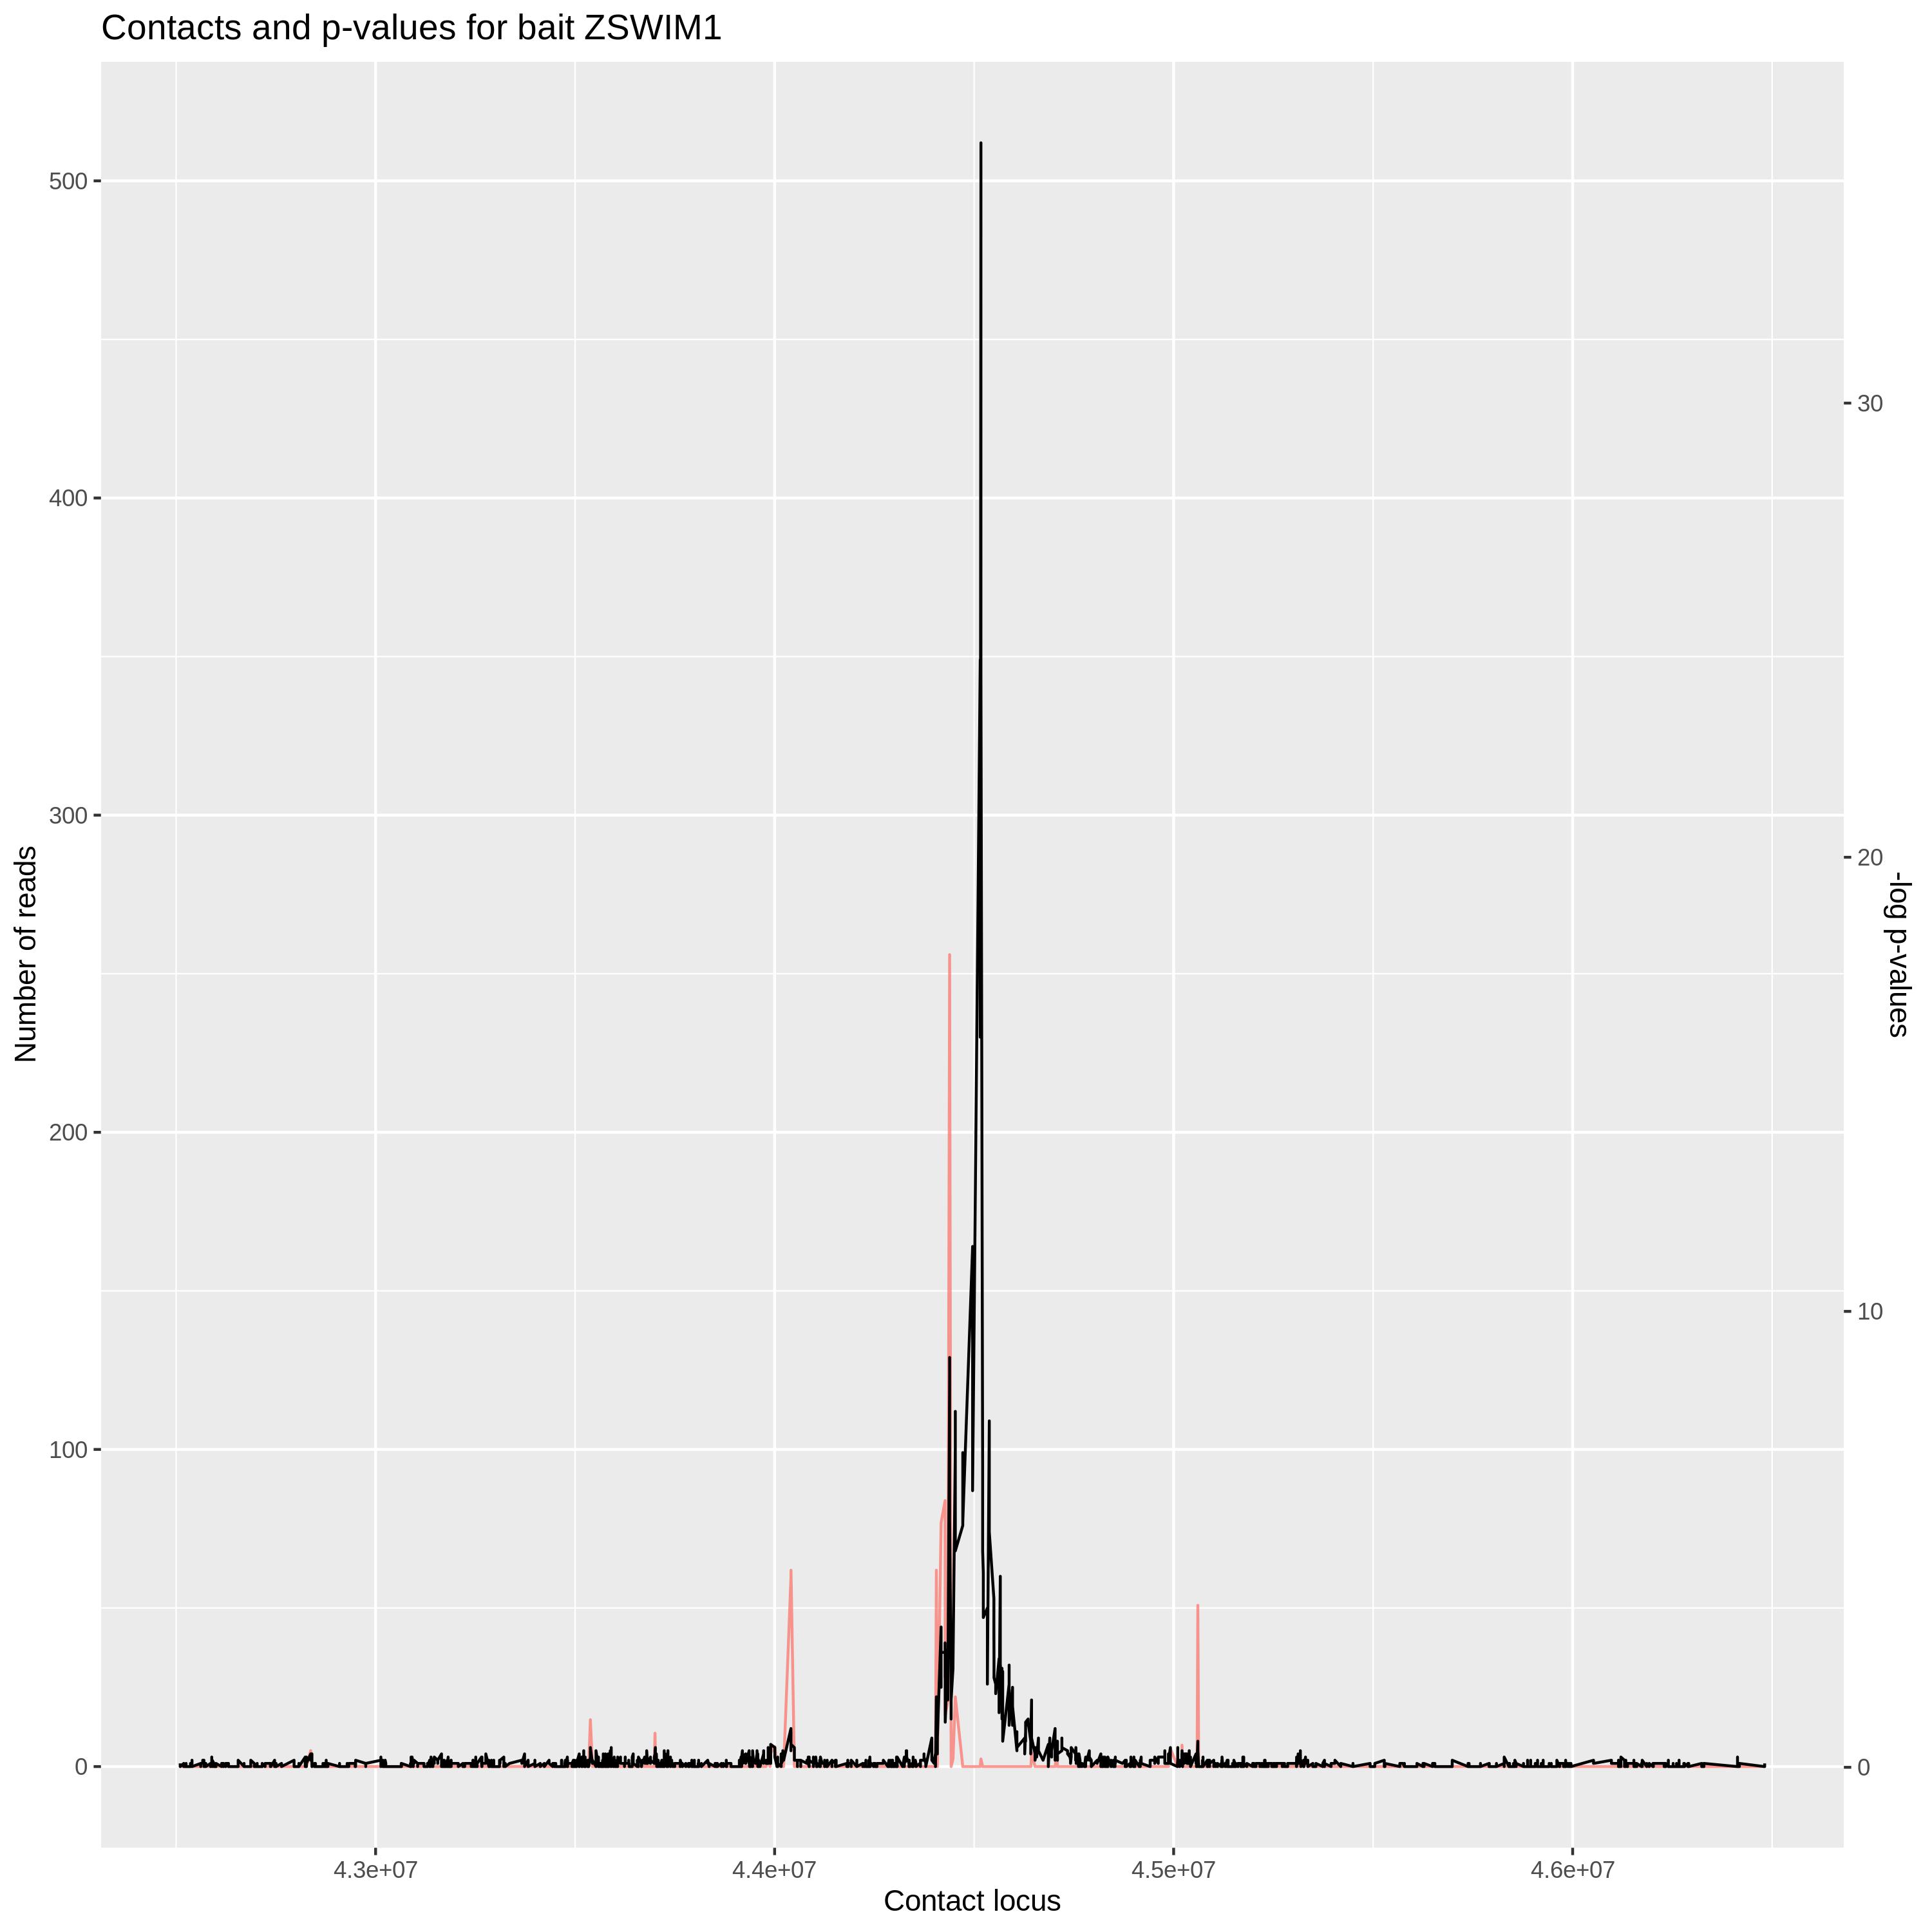 Contacts and p-values for bait ZSWIM1
500
400
300
200
100
0
Number of reads
30
20
10
0
-log p-values
4.3e+07
4.4e+07
4.5e+07
4.6e+07
Contact locus